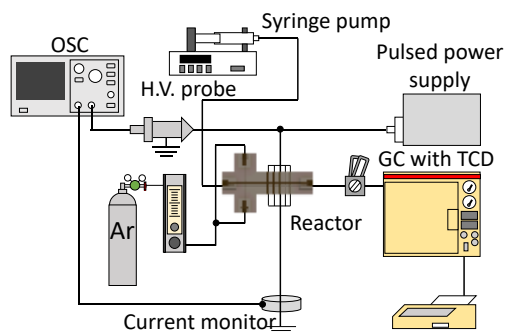 Syringe pump
OSC
H.V. probe
Pulsed power
supply
GC with TCD
Ar
Reactor
Current monitor